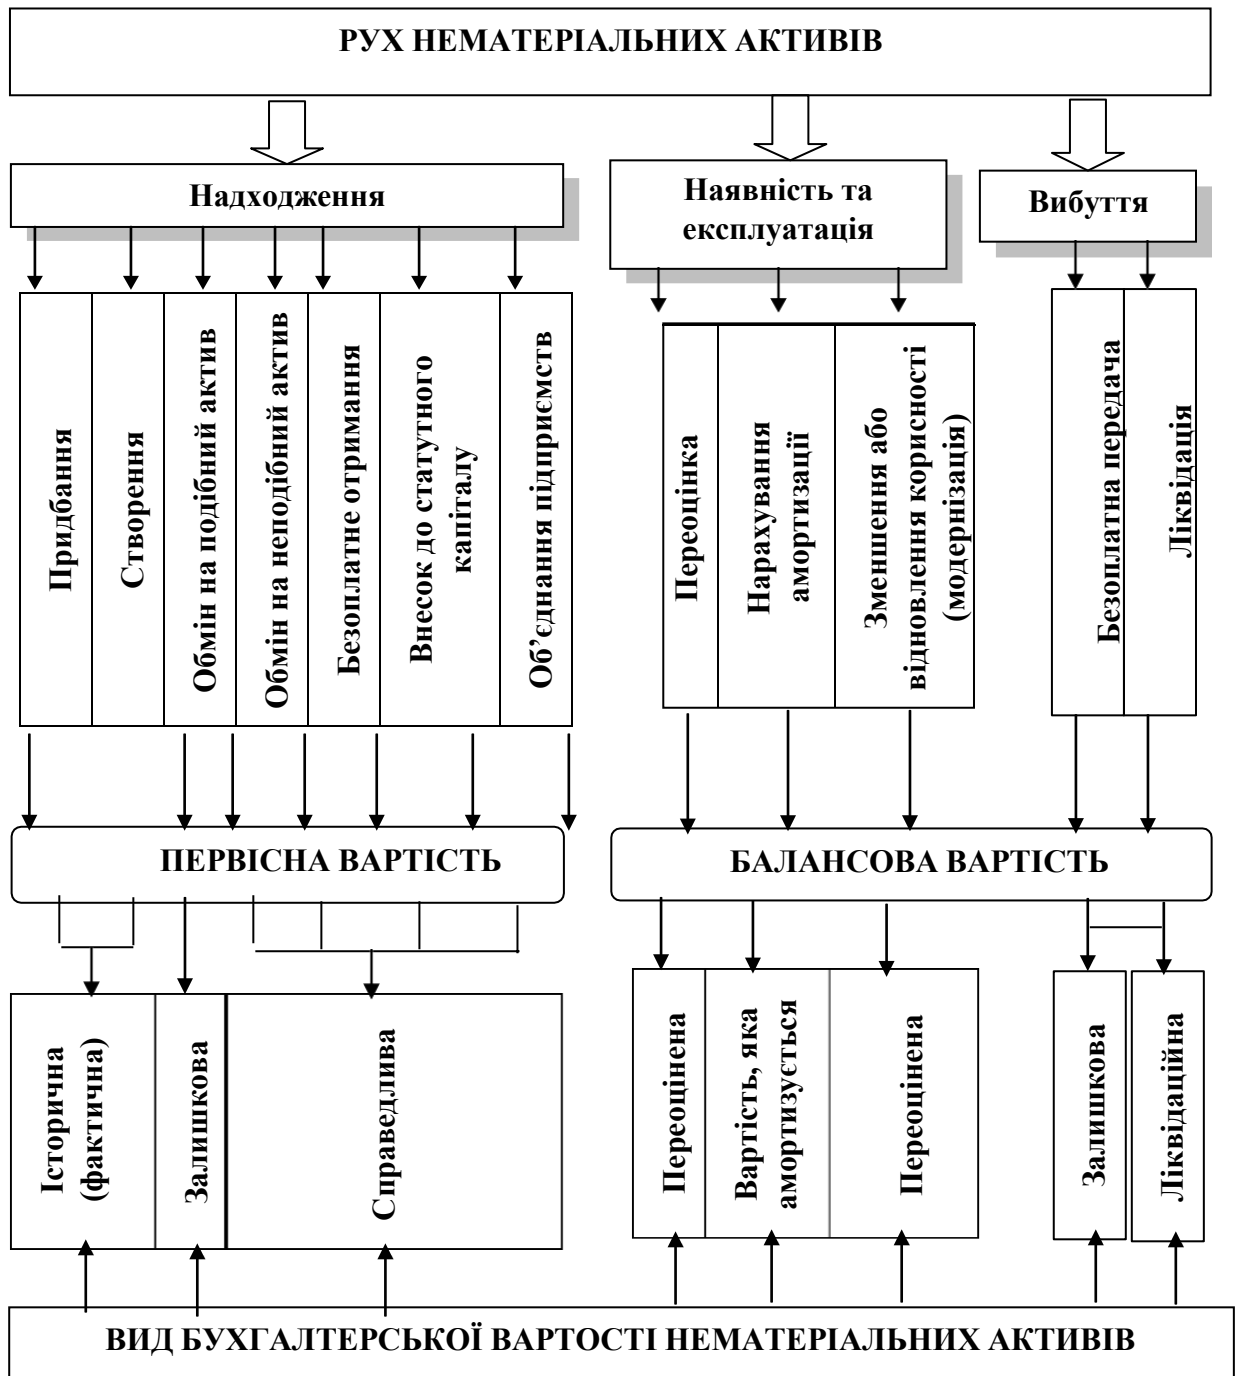 РУХ НЕМАТЕРІАЛЬНИХ АКТИВІВ
Надходження
Наявність та
експлуатація
Вибуття
Придбання
Створення
Обмін на подібний актив
Обмін на неподібний актив
Безоплатне отримання
Внесок до статутного
капіталу
Об’єднання підприємств
Переоцінка
Нарахування
амортизації
Зменшення або
відновлення корисності
(модернізація)
Безоплатна передача
Ліквідація
ПЕРВІСНА ВАРТІСТЬ
БАЛАНСОВА ВАРТІСТЬ
Історична
(фактична)
Залишкова
Справедлива
Переоцінена
Вартість, яка
амортизується
Переоцінена
Залишкова
Ліквідаційна
ВИД БУХГАЛТЕРСЬКОЇ ВАРТОСТІ НЕМАТЕРІАЛЬНИХ АКТИВІВ